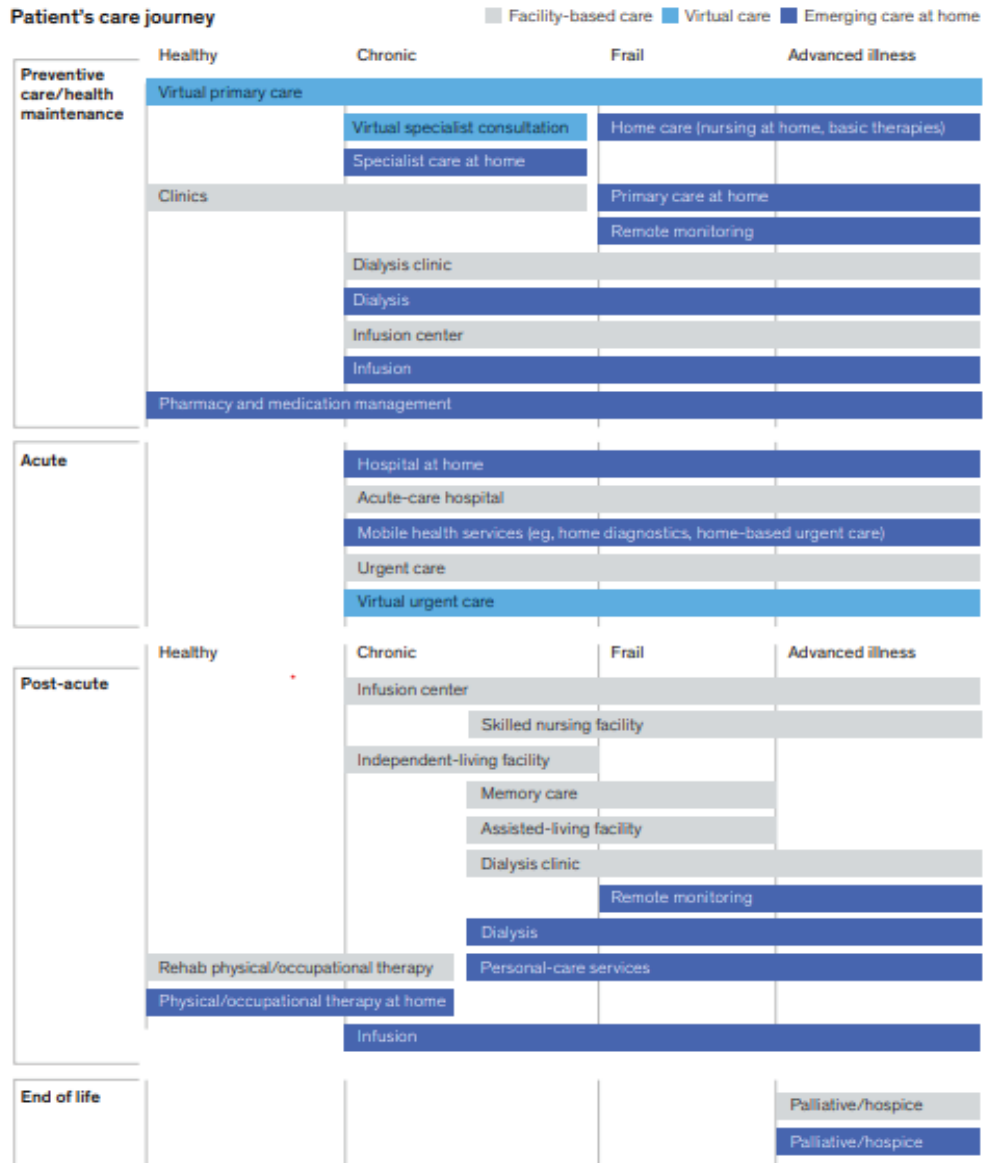 Patient's care journey
Facility-based care Virtual care Emerging care at home
Healthy Chronic Frail Advanced illness
Preventive
care/health
maintenance
Virtual primary care
Virtual specialist consultation Home care (nursing at home, basic therapies)
Specialist care at home
Clinics Primary care at home
Remote monitoring
Dialysis clinic
Dialysis
Infusion center
Infusion
Pharmacy and medication management
Acute
Hospital at home
Acute-care hospital
Mobile health services (eg, home diagnostics, home-based urgent care)
Urgent care
Virtual urgent care
Healthy Chronic Frail Advanced illness
Post-acute
Infusion center
Skilled nursing facility
Independent-living facility
Memory care
Assisted-living facility
Dialysis clinic
Remote monitoring
Dialysis
Rehab physical/occupational therapy Personal-care services
Physical/occupational therapy at home
Infusion
End of life
Palliative/hospice
Palliative/hospice